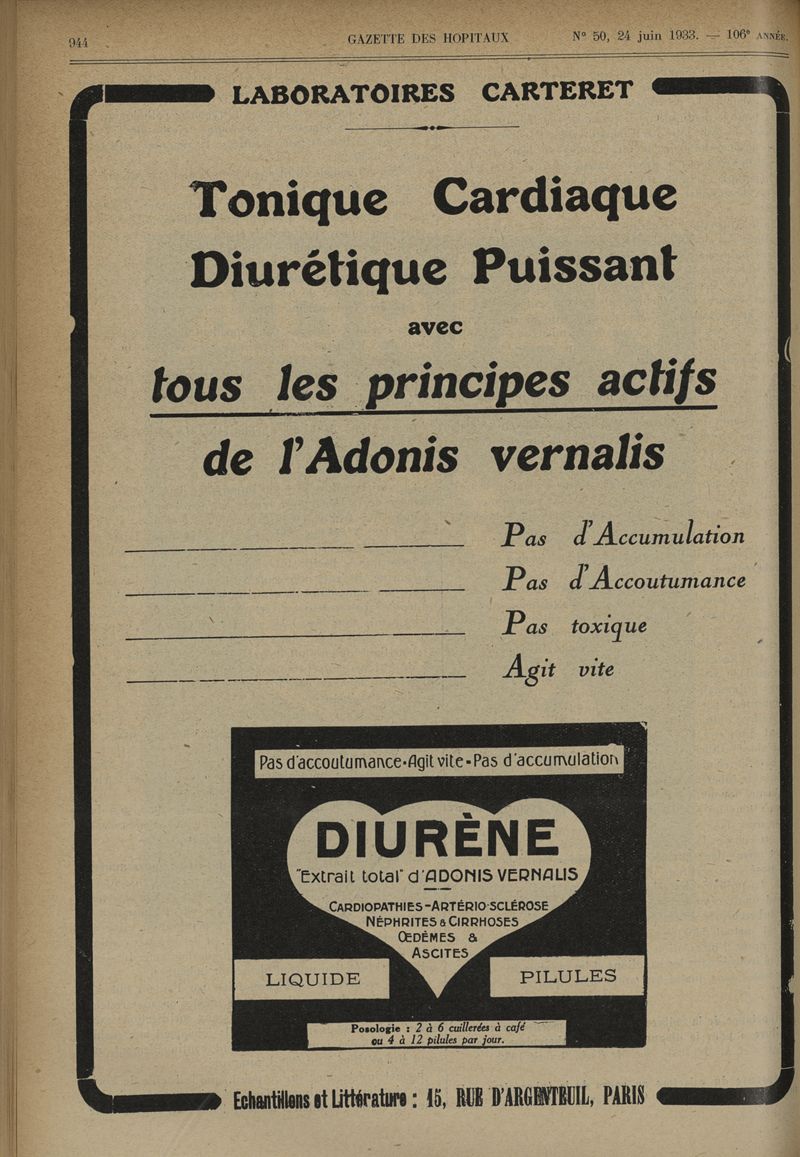 944
GAZETTE DES HOPITAUX
N° 50, 24 juin 1933. — 106e ANNÉE.
LABORATOIRES CARTERET
Tonique Cardiaque
Diurétique Puissant
avec
tous les principes actifs
de l'Adonis vernalis
Pas d'Accumulation
Pas d'Accoutumance
Pas toxique
Agit vite
Pas d'accoutumance-Agit vite-Pas d'accumulation
DIURÈNE
"Extrait total" d'ADONIS VERNALIS
CARDIOPATHIES-ARTÉRIO-SCLÉROSE
NÉPHRITES & CIRRHOSES
ŒDÈMES &
ASCITES
LIQUIDE
PILULES
Posologie : 2 à 6 cuillerées à café
ou 4 à 12 pilules par jour.
Echantillons et Littérature : 15, RUE D'ARGENTEUIL, PARIS